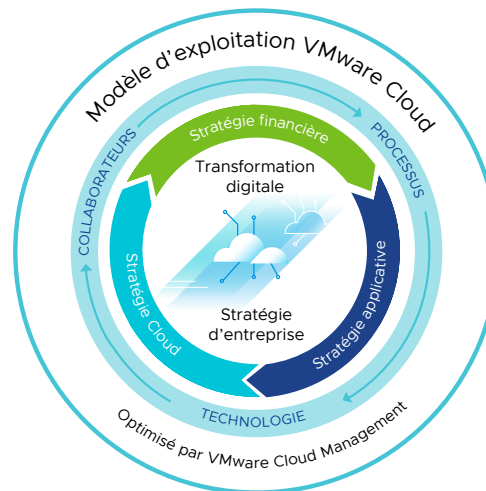 Modèle d'exploitation VMware Cloud
COLLABORATEURS
PROCESSUS
Stratégie financière
Transformation
digitale
Stratégie Cloud
Stratégie applicative
Stratégie
d'entreprise
TECHNOLOGIE
Optimisé par VMware Cloud Management